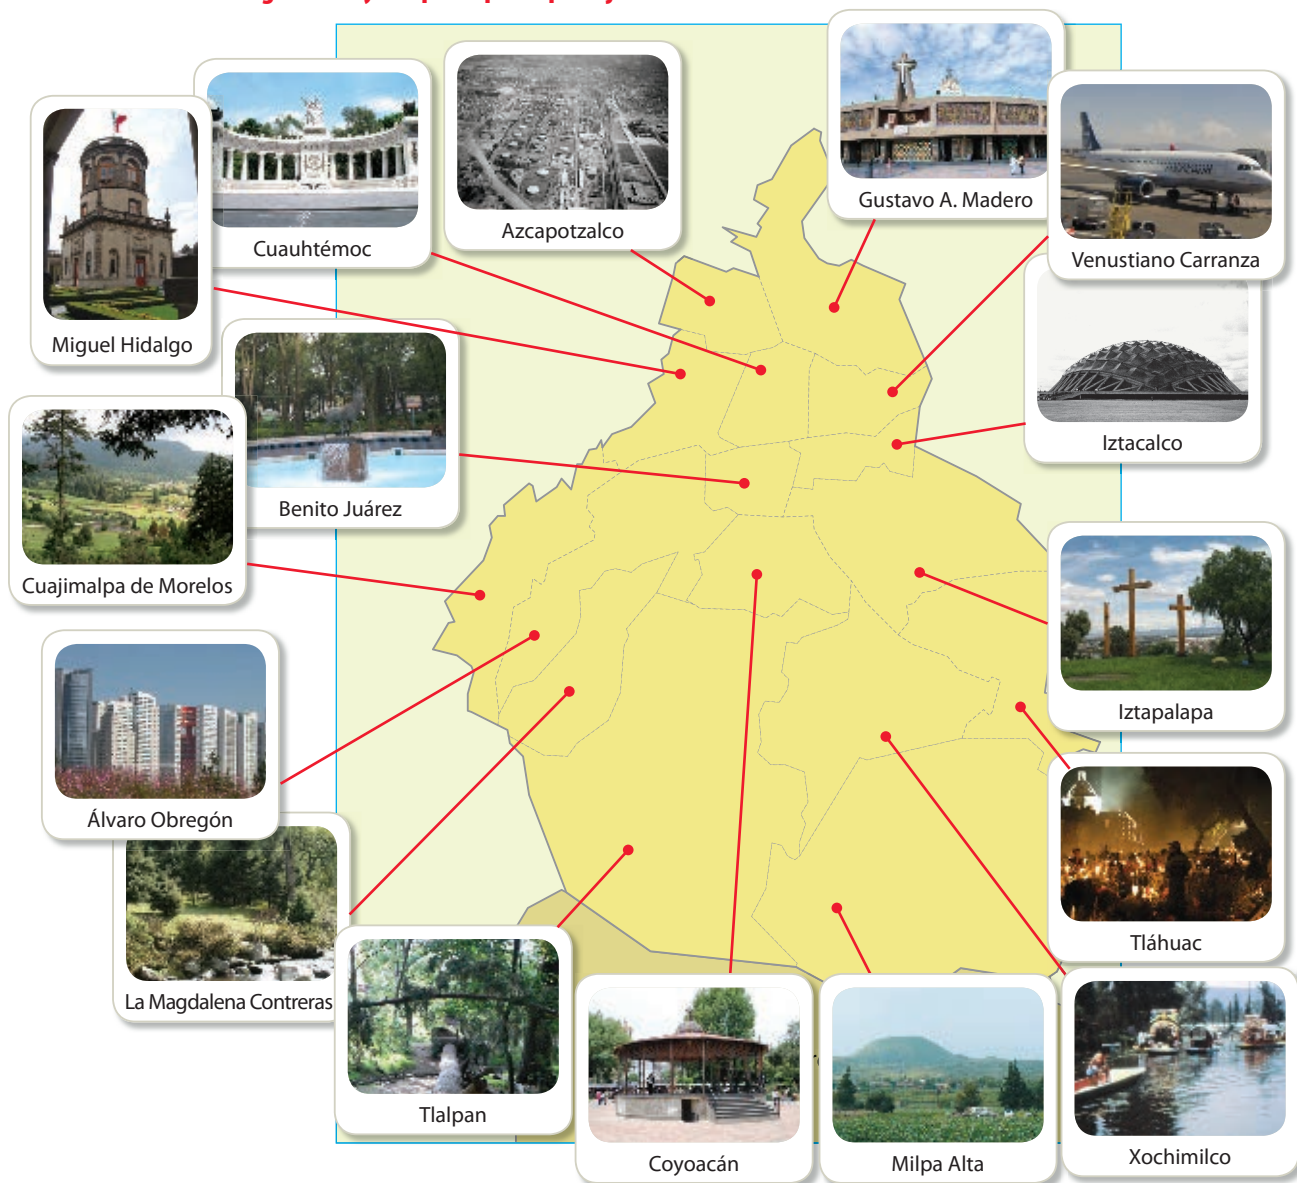 Gustavo A. Madero
Azcapotzalco
Cuauhtémoc
Venustiano Carranza
Miguel Hidalgo
Iztacalco
Benito Juárez
Cuajimalpa de Morelos
Iztapalapa
Álvaro Obregón
Tláhuac
La Magdalena Contreras
Tlalpan
Coyoacán
Milpa Alta
Xochimilco